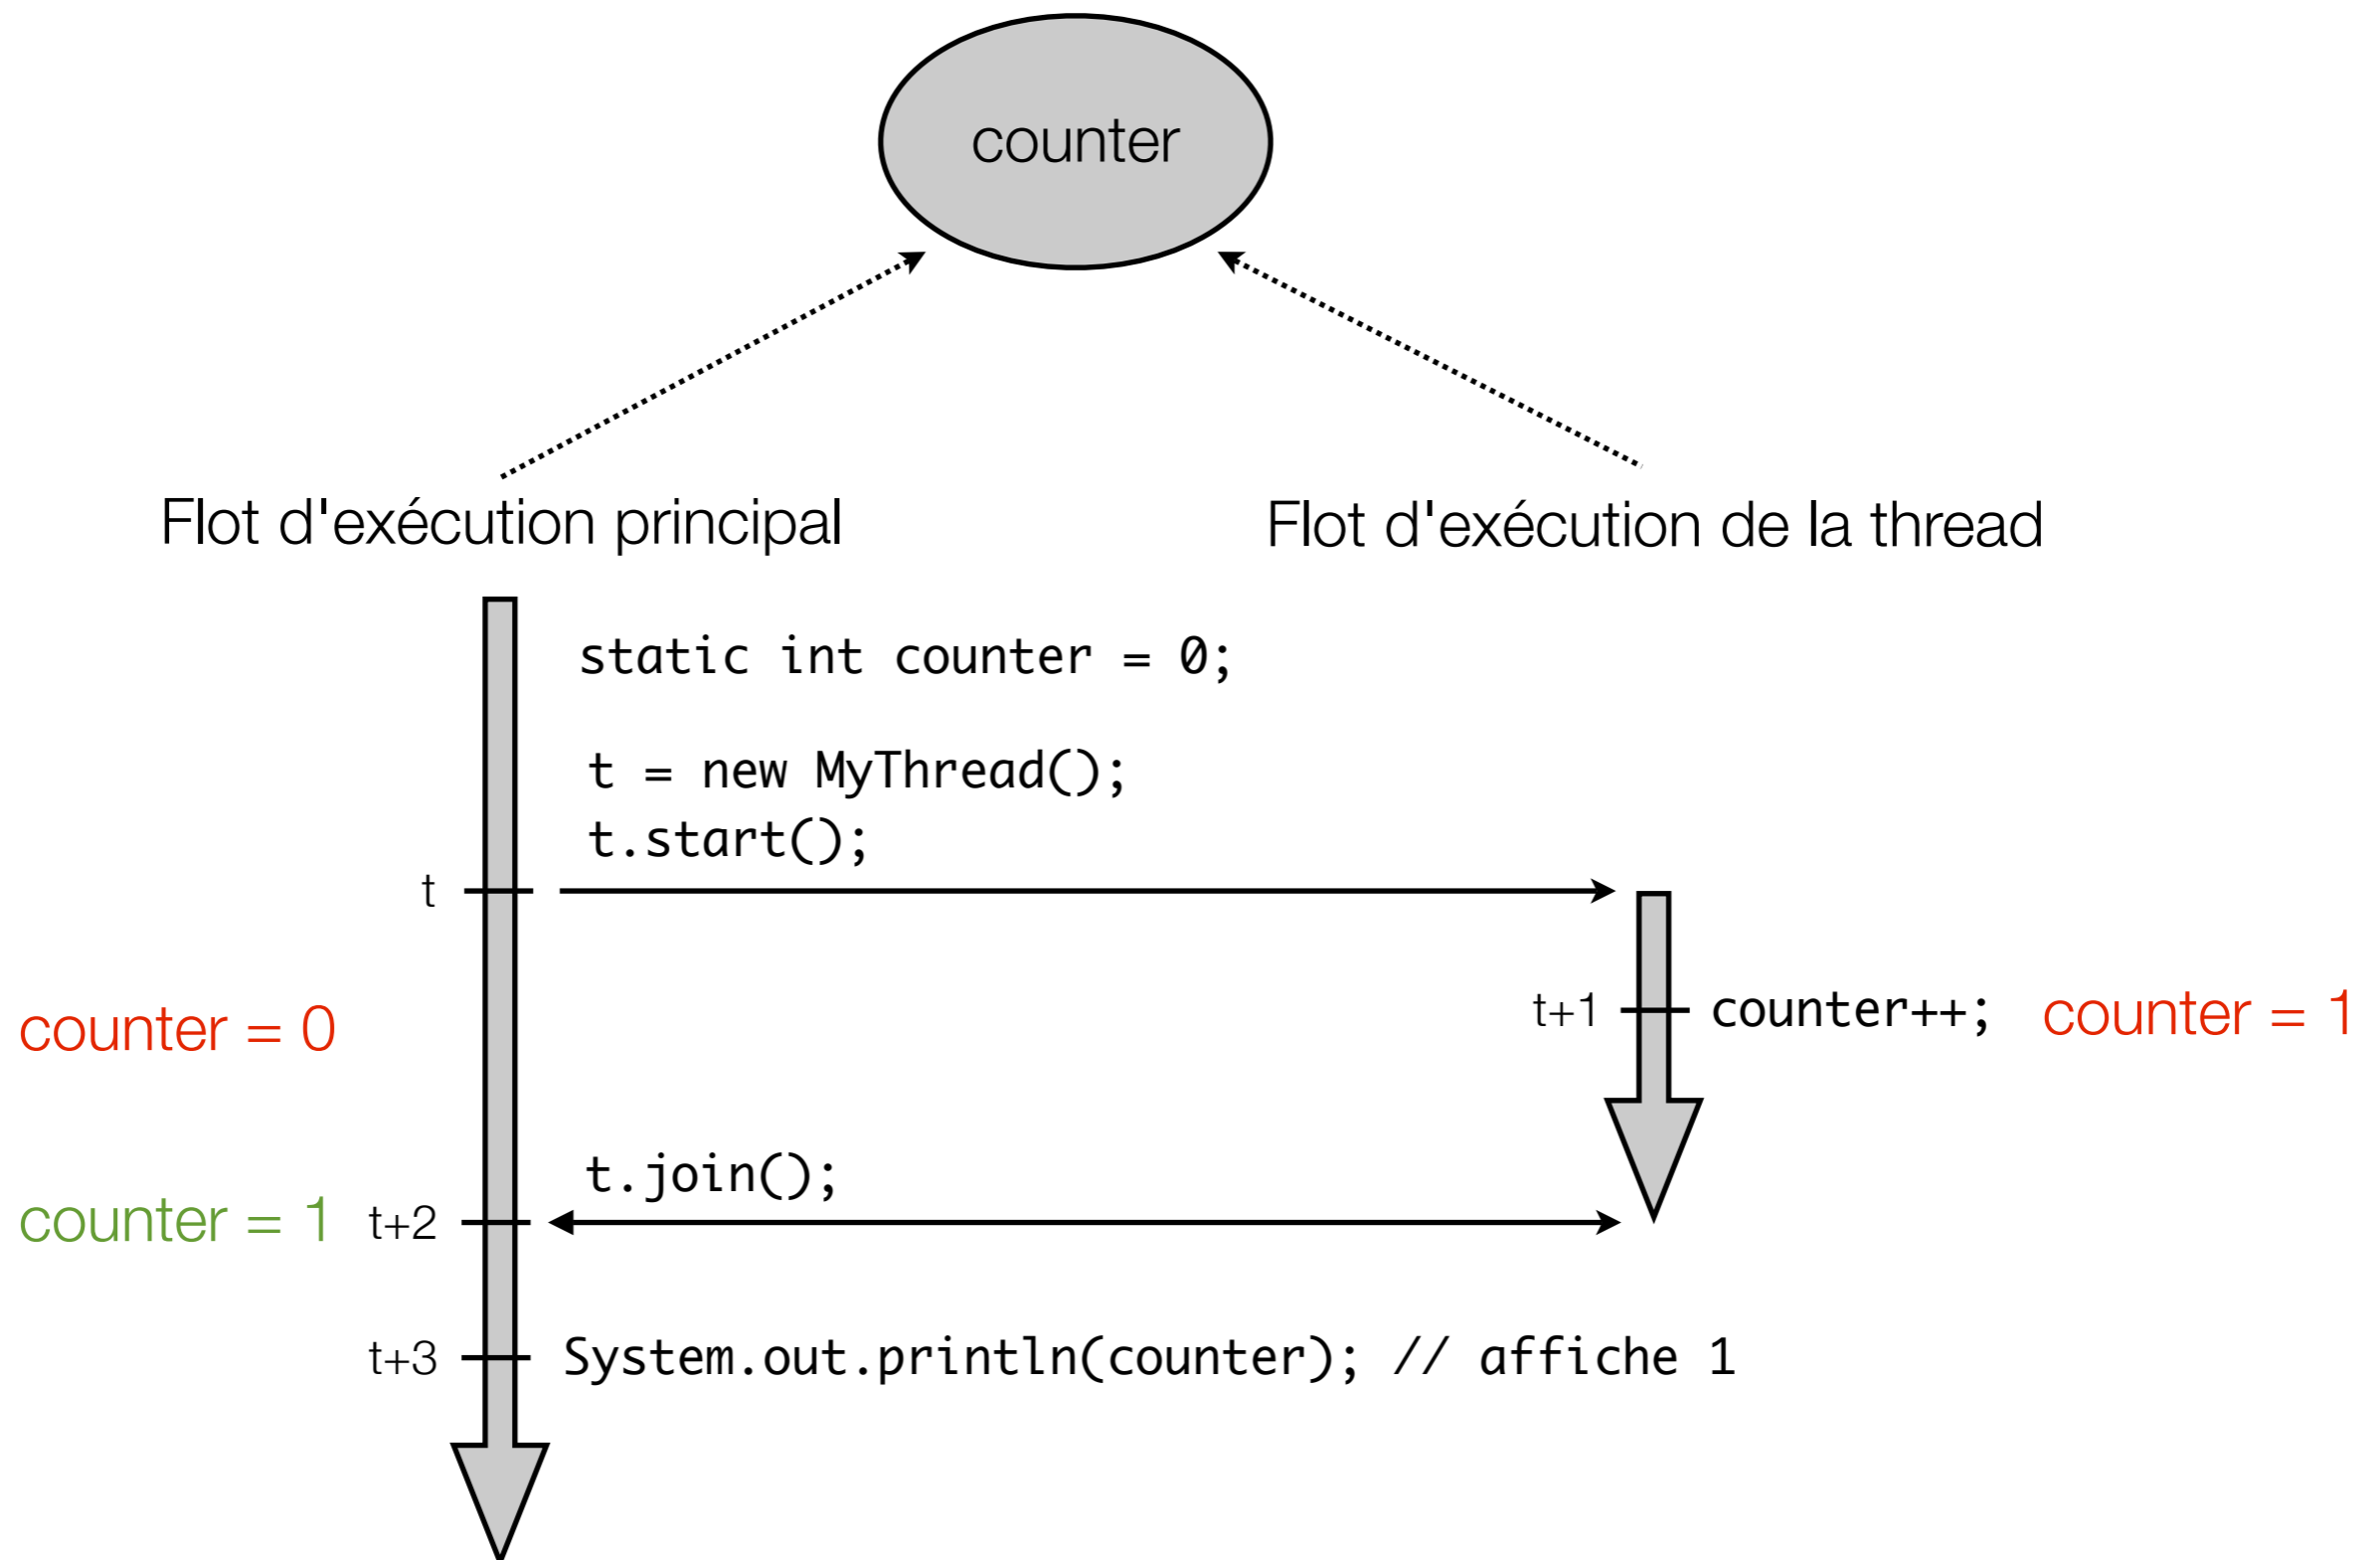 counter
Flot d'exécution principal
Flot d'exécution de la thread
static int counter = 0;
t = new MyThread();
t.start();
t
counter = 0
t+1
counter++;
counter = 1
t.join();
counter = 1
t+2
t+3
System.out.println(counter); // affiche 1